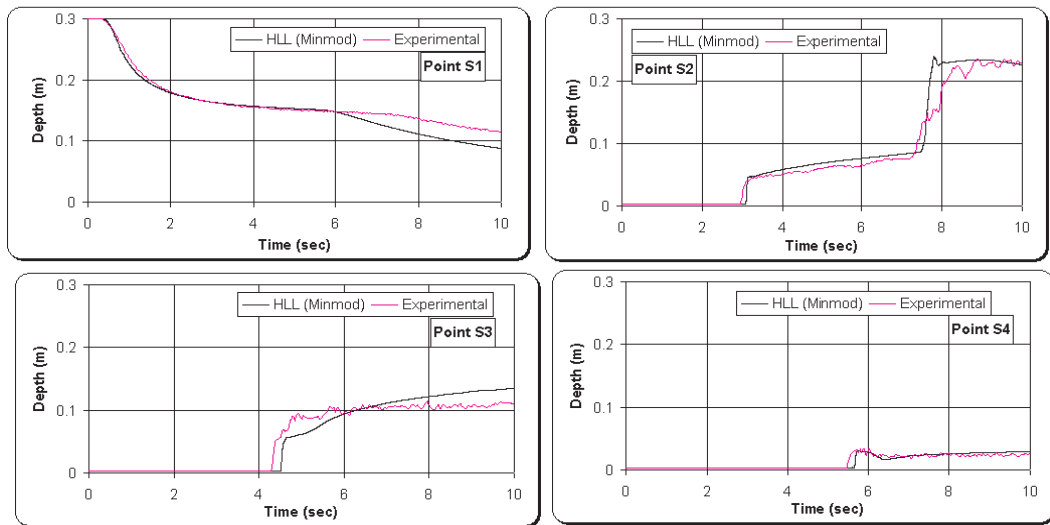 0.3
HLL (Minmod) Experimental
Point S1
0.2
Depth (m)
0.1
0
0 2 4 6 8 10
Time (sec)
0.3
HLL (Minmod) Experimental
Point S2
0.2
Depth (m)
0.1
0
0 2 4 6 8 10
Time (sec)
0.3
HLL (Minmod) Experimental
Point S3
0.2
Depth (m)
0.1
0
0 2 4 6 8 10
Time (sec)
0.3
HLL (Minmod) Experimental
Point S4
0.2
Depth (m)
0.1
0
0 2 4 6 8 10
Time (sec)